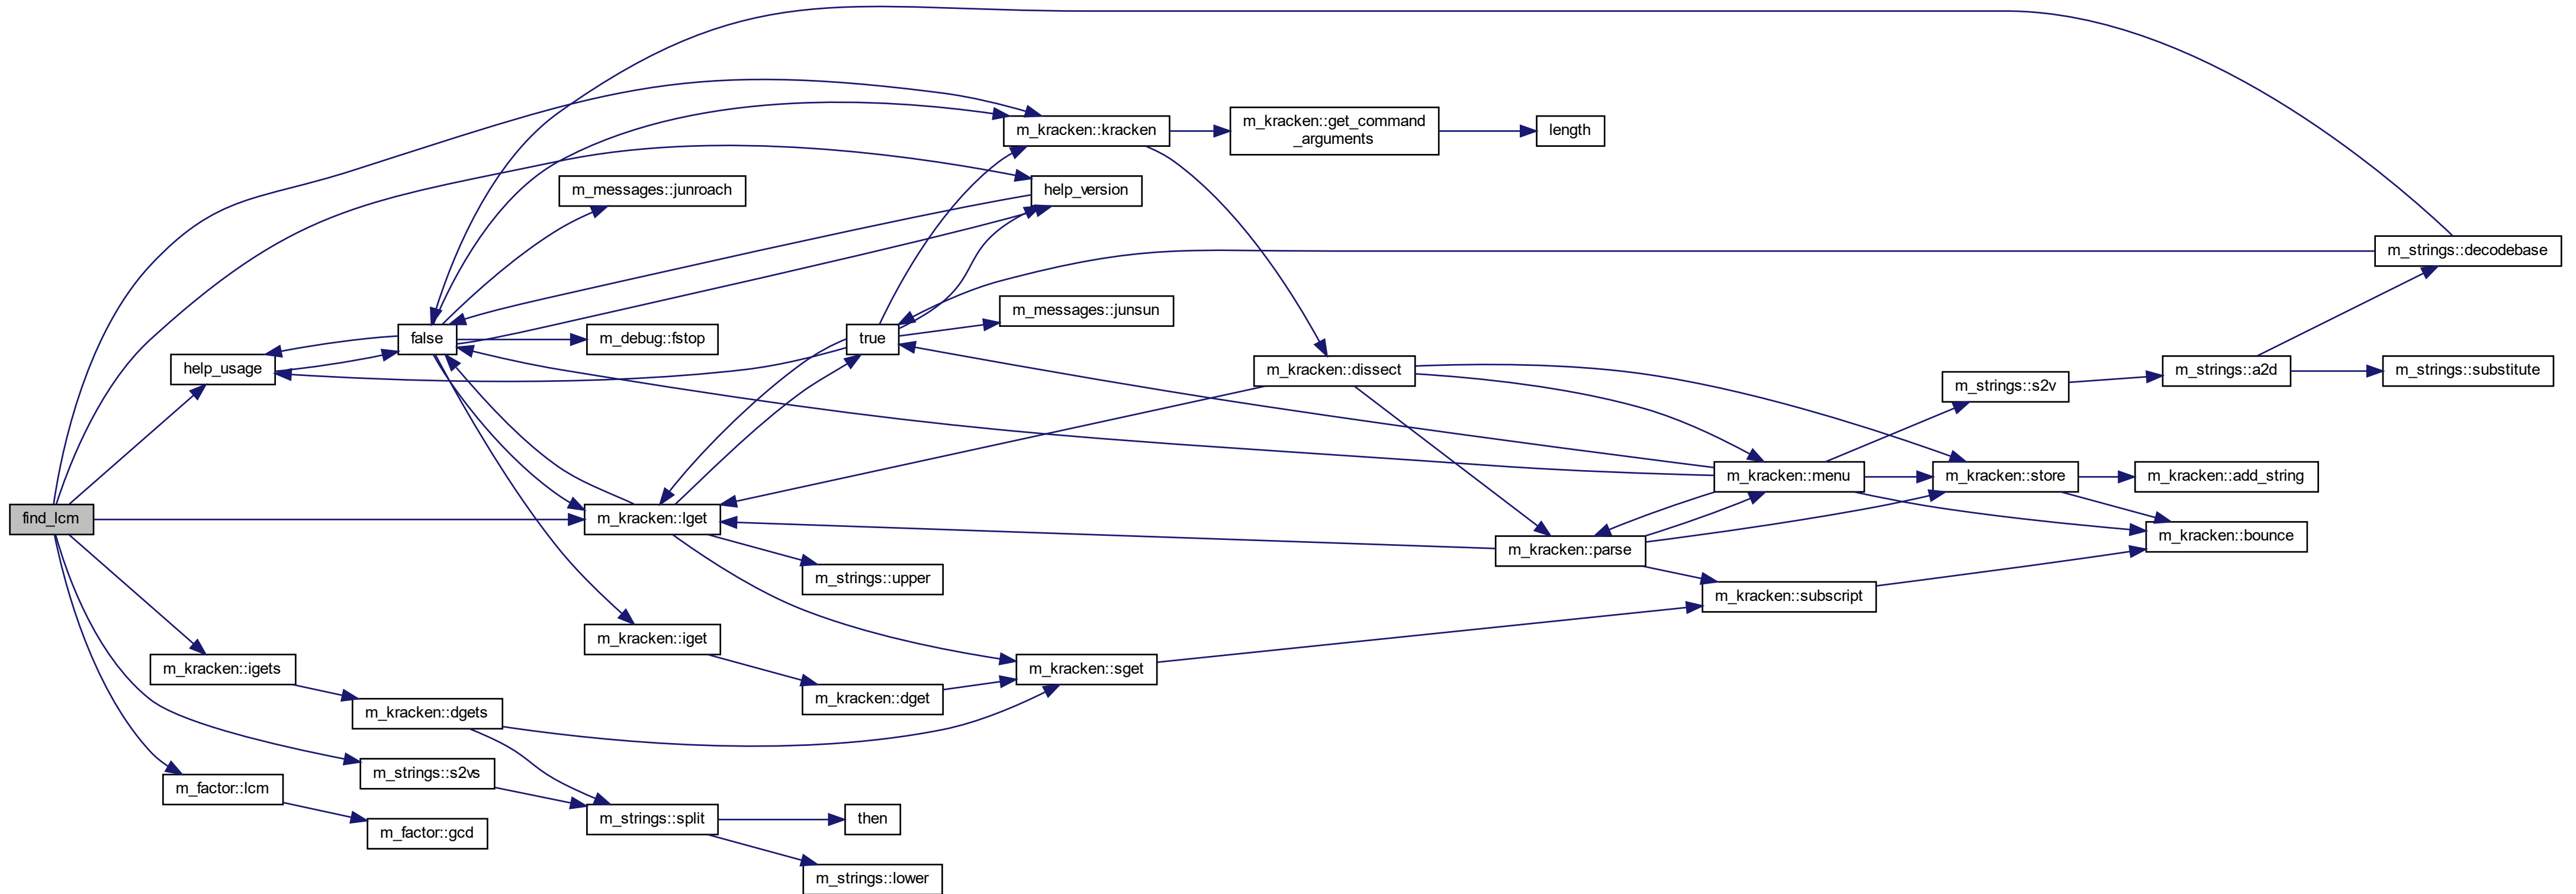 m_kracken::kracken
m_kracken::get_command
_arguments
length
m_messages::junroach
help_version
m_strings::decodebase
m_messages::junsun
false
m_debug::fstop
true
help_usage
m_kracken::dissect
m_strings::a2d
m_strings::substitute
m_strings::s2v
m_kracken::menu
m_kracken::store
m_kracken::add_string
find_lcm
m_kracken::lget
m_kracken::parse
m_kracken::bounce
m_strings::upper
m_kracken::subscript
m_kracken::iget
m_kracken::igets
m_kracken::sget
m_kracken::dget
m_kracken::dgets
m_strings::s2vs
m_factor::lcm
m_strings::split
then
m_factor::gcd
m_strings::lower